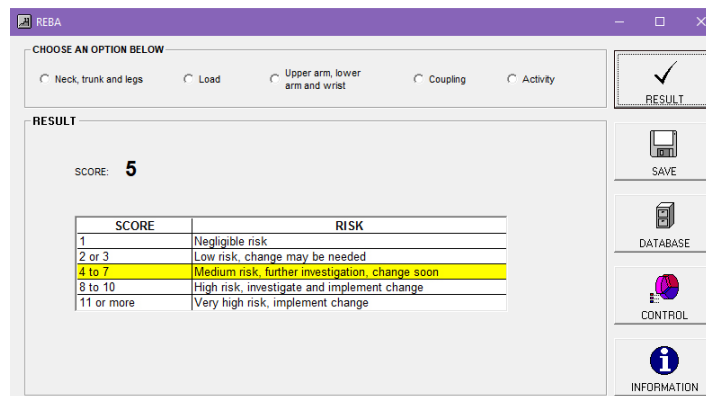 REBA
CHOOSE AN OPTION BELOW
Neck, trunk and legs
Load
Upper arm, lower
arm and wrist
Coupling
Activity
RESULT
SCORE: 5
SCORE RISK
1 Negligible risk
2 or 3 Low risk, change may be needed
4 to 7 Medium risk, further investigation, change soon
8 to 10 High risk, investigate and implement change
11 or more Very high risk, implement change
RESULT
SAVE
DATABASE
CONTROL
INFORMATION